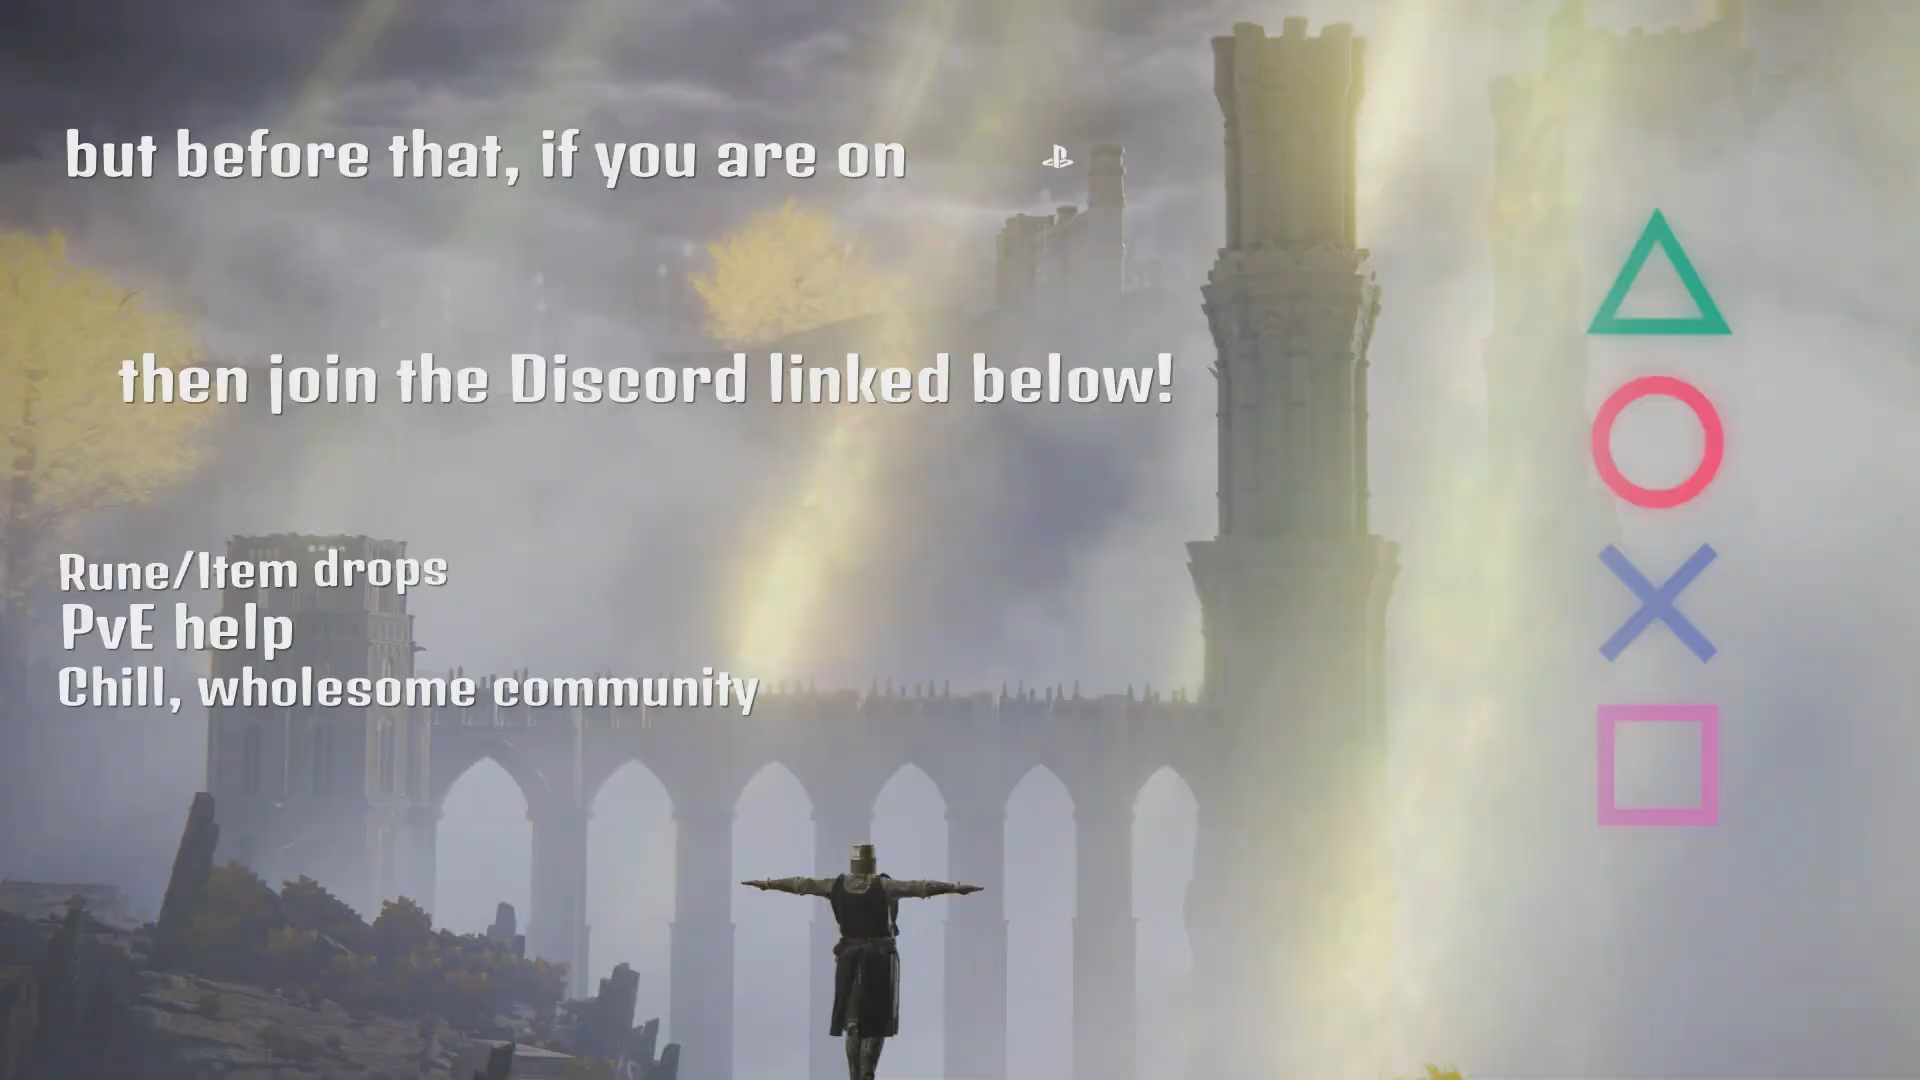 but before that, if you are on
then join the Discord linked below!
Rune/Item drops
PvE help
Chill, wholesome community